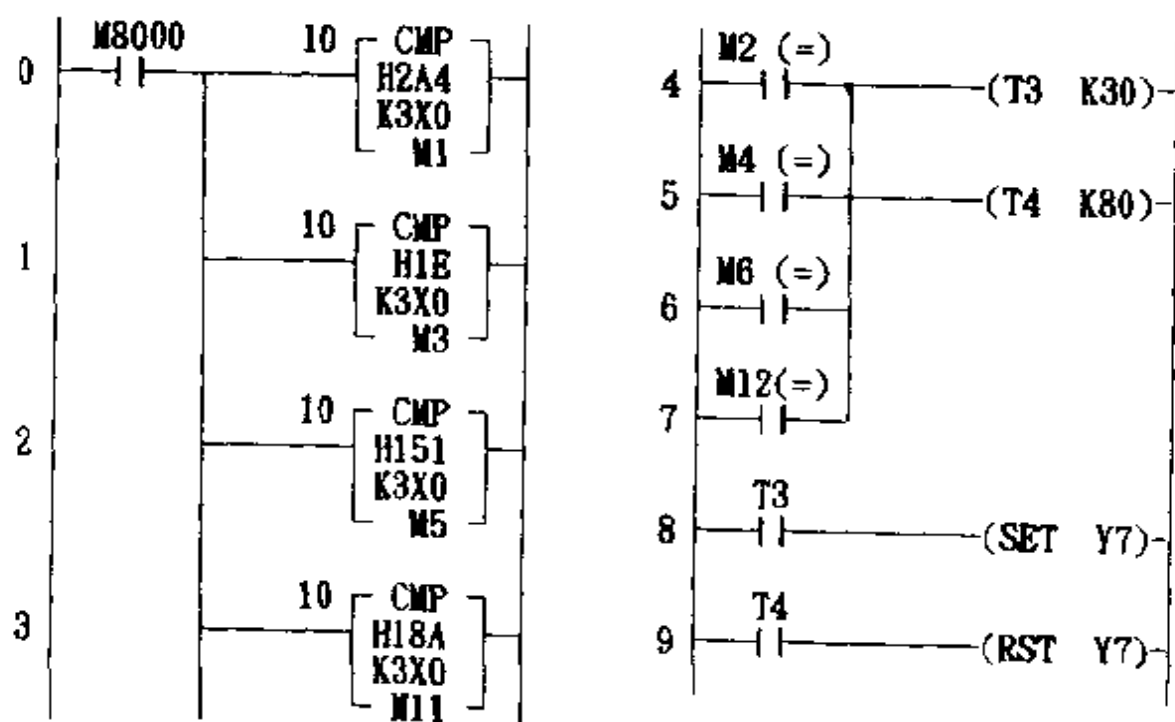 M8000
0
10 CMP
H2A4
K3X0
M1
1
10 CMP
H1E
K3X0
M3
2
10 CMP
H151
K3X0
M5
3
10 CMP
H18A
K3X0
M11
M2 (=)
4 (T3 K30)
M4 (=)
5 (T4 K80)
M6 (=)
6
M12(=)
7
T3
8 (SET Y7)
T4
9 (RST Y7)